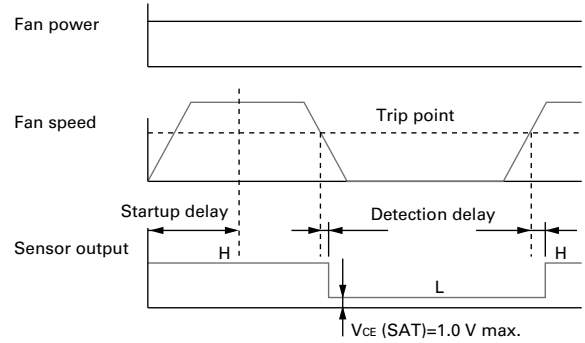 Fan power
Fan speed
Trip point
Startup delay
Detection delay
Sensor output
H
H
L
VCE (SAT)=1.0 V max.